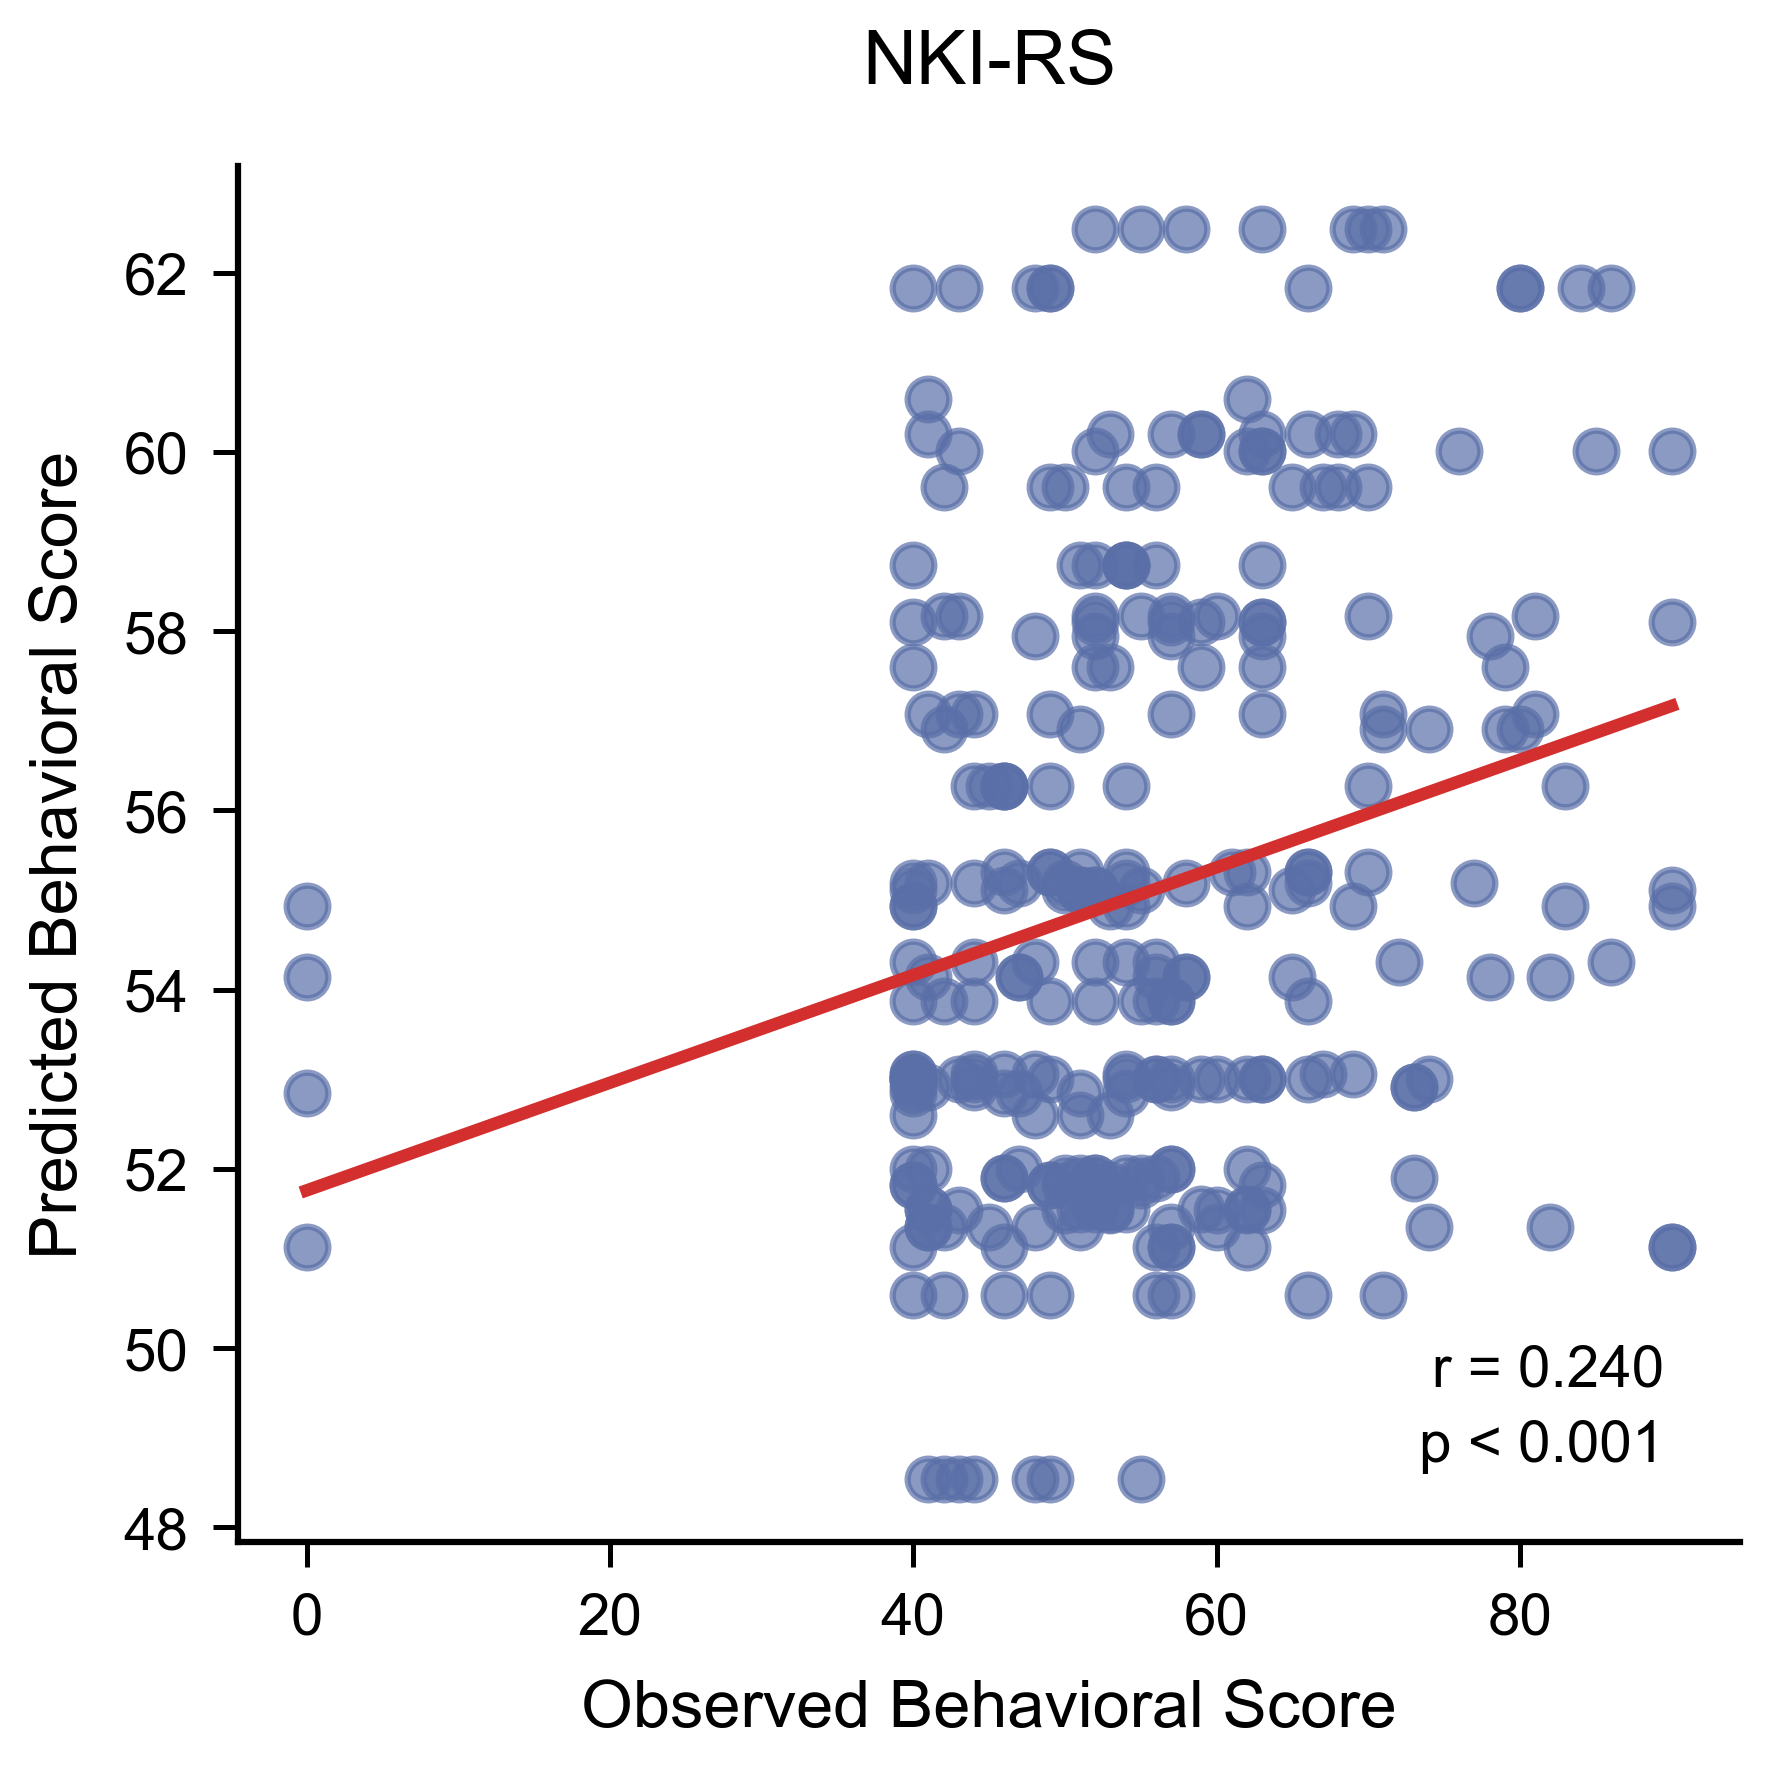 NKI-RS
Predicted Behavioral Score
62
60
58
56
54
52
50
48
r = 0.240
p < 0.001
0 20 40 60 80
Observed Behavioral Score